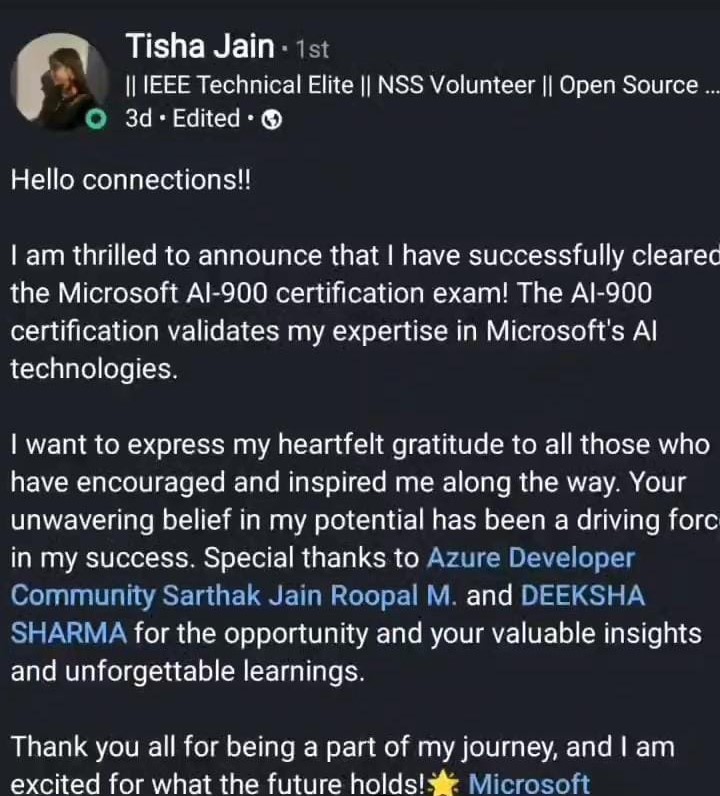 Tisha Jain · 1st
|| IEEE Technical Elite || NSS Volunteer || Open Source ...
3d • Edited •
Hello connections!!
I am thrilled to announce that I have successfully cleared
the Microsoft AI-900 certification exam! The AI-900
certification validates my expertise in Microsoft's AI
technologies.
I want to express my heartfelt gratitude to all those who
have encouraged and inspired me along the way. Your
unwavering belief in my potential has been a driving forc
in my success. Special thanks to Azure Developer
Community Sarthak Jain Roopal M. and DEEKSHA
SHARMA for the opportunity and your valuable insights
and unforgettable learnings.
Thank you all for being a part of my journey, and I am
excited for what the future holds!🌟 Microsoft